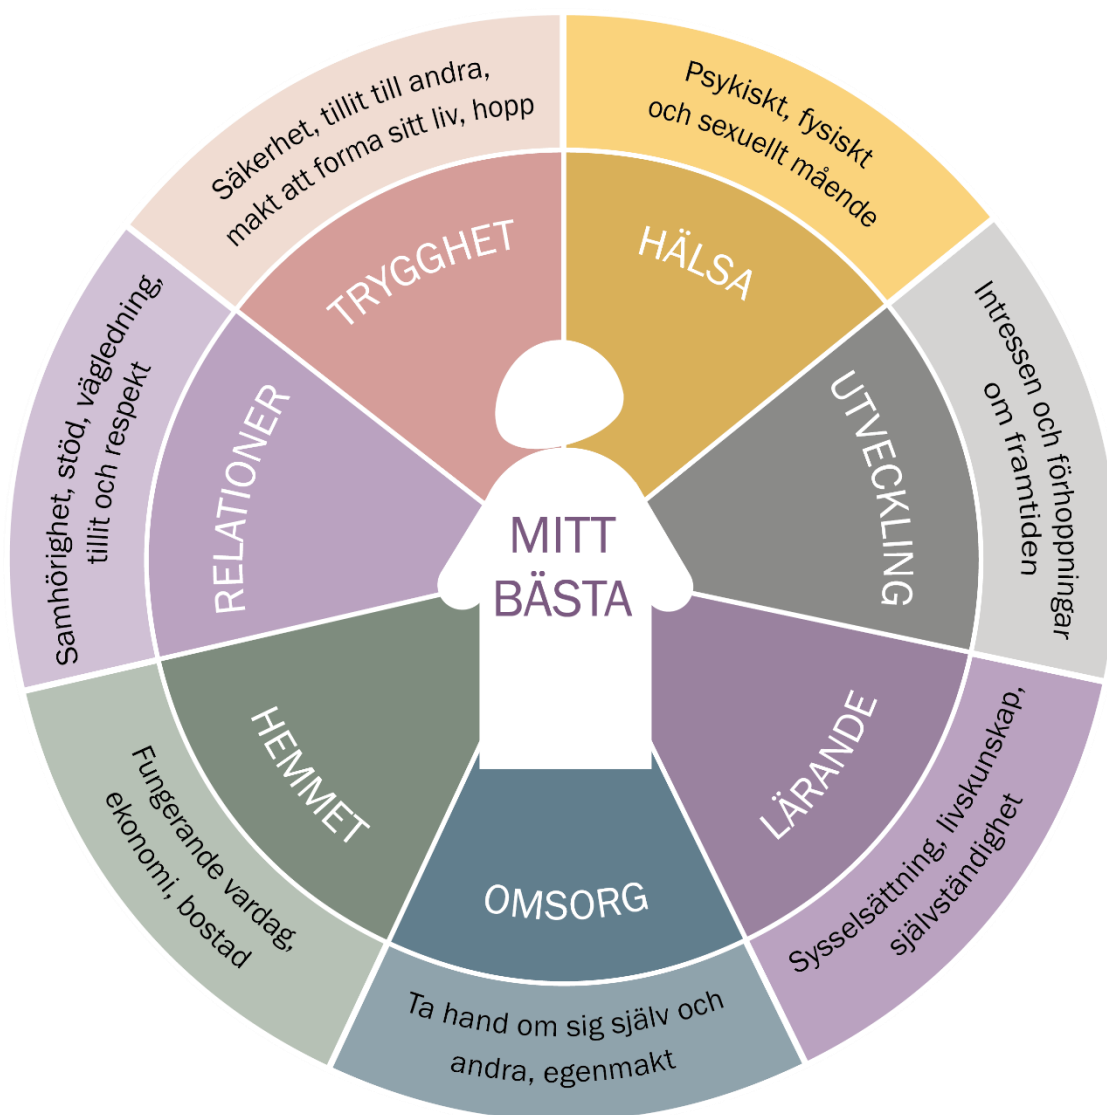 Säkerhet, tillit till andra,
makt att forma sitt liv, hopp
TRYGGHET
Psykiskt, fysiskt
och sexuellt mående
HÄLSA
Intressen och förhoppningar
om framtiden
UTVECKLING
Sysselsättning, livskunskap,
självständighet
LÄRANDE
Ta hand om sig själv och
andra, egenmakt
OMSORG
Fungerande vardag,
ekonomi, bostad
HEMMET
Samhörighet, stöd, vägledning,
tillit och respekt
RELATIONER
MITT
BÄSTA